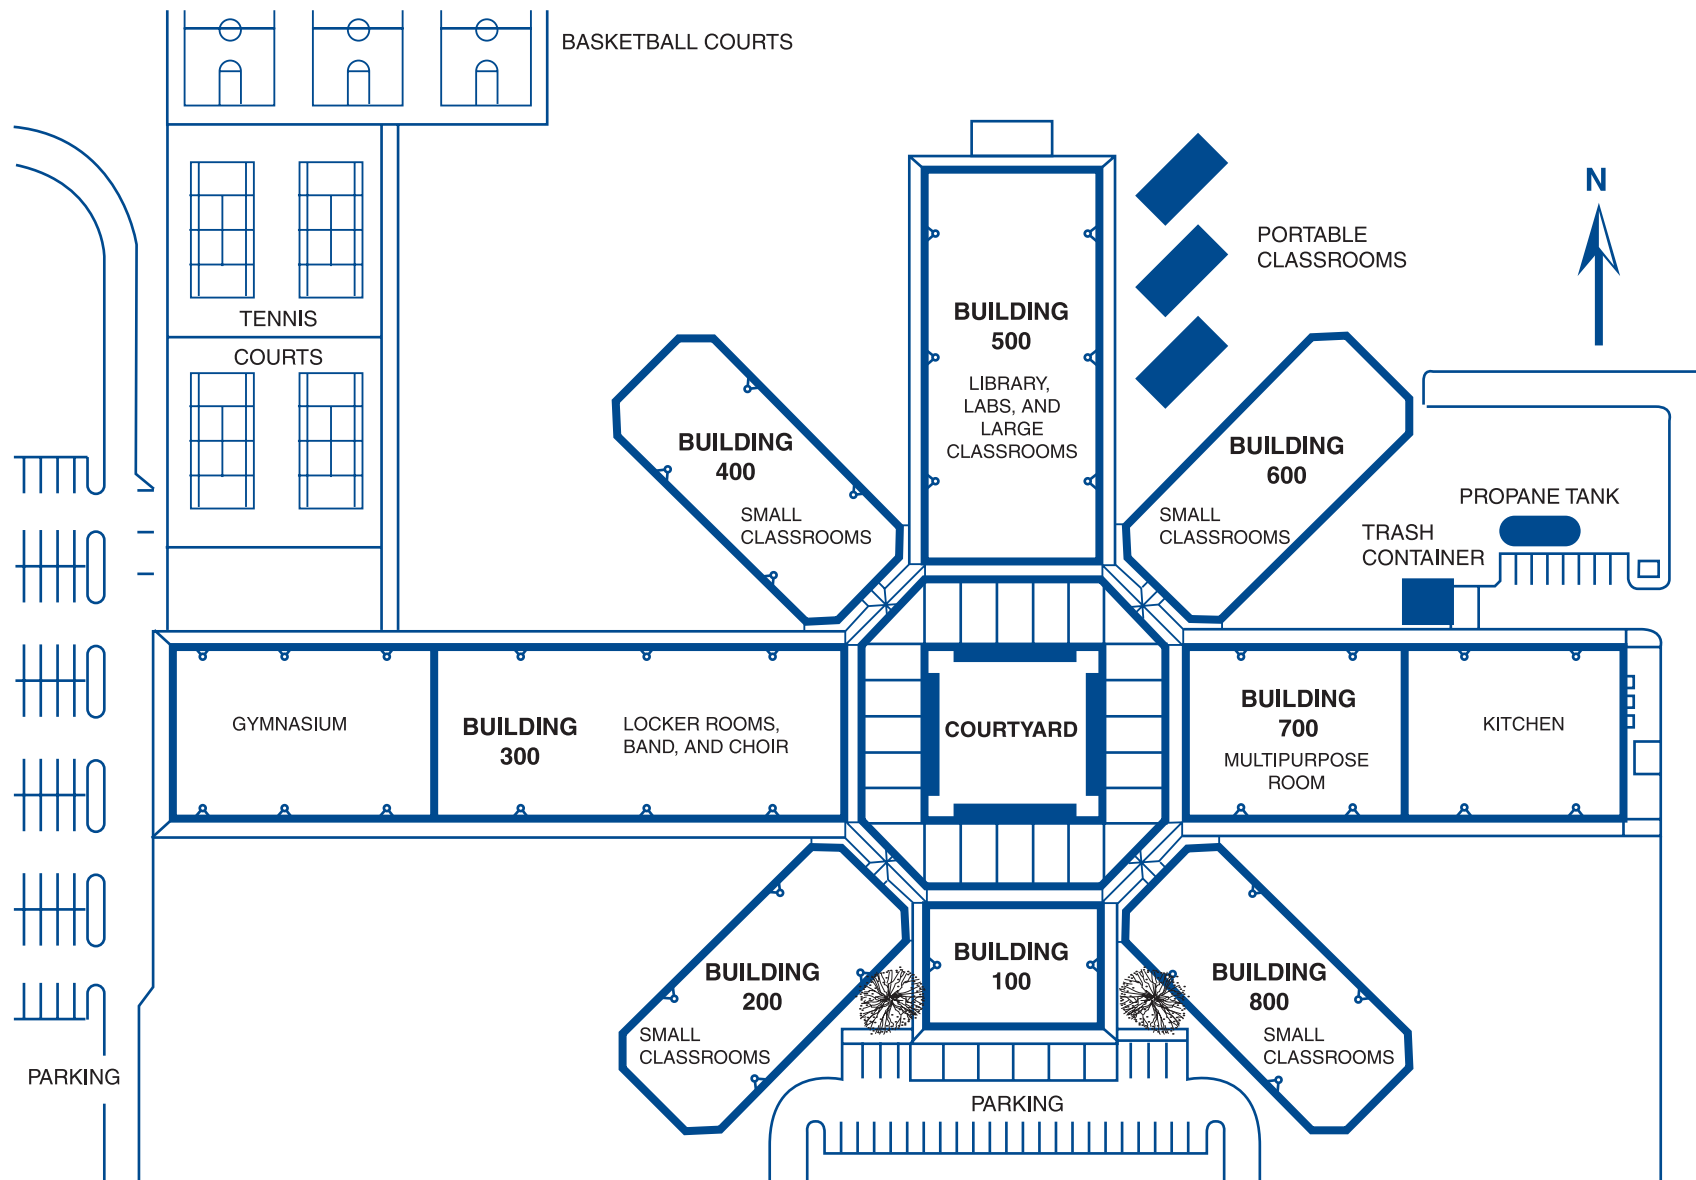 BASKETBALL COURTS
N
PORTABLE
CLASSROOMS
TENNIS
COURTS
BUILDING
500
LIBRARY,
LABS, AND
LARGE
CLASSROOMS
BUILDING
400
SMALL
CLASSROOMS
BUILDING
600
SMALL
CLASSROOMS
PROPANE TANK
TRASH
CONTAINER
GYMNASIUM
BUILDING
300
LOCKER ROOMS,
BAND, AND CHOIR
COURTYARD
BUILDING
700
MULTIPURPOSE
ROOM
KITCHEN
BUILDING
200
SMALL
CLASSROOMS
BUILDING
100
BUILDING
800
SMALL
CLASSROOMS
PARKING
PARKING